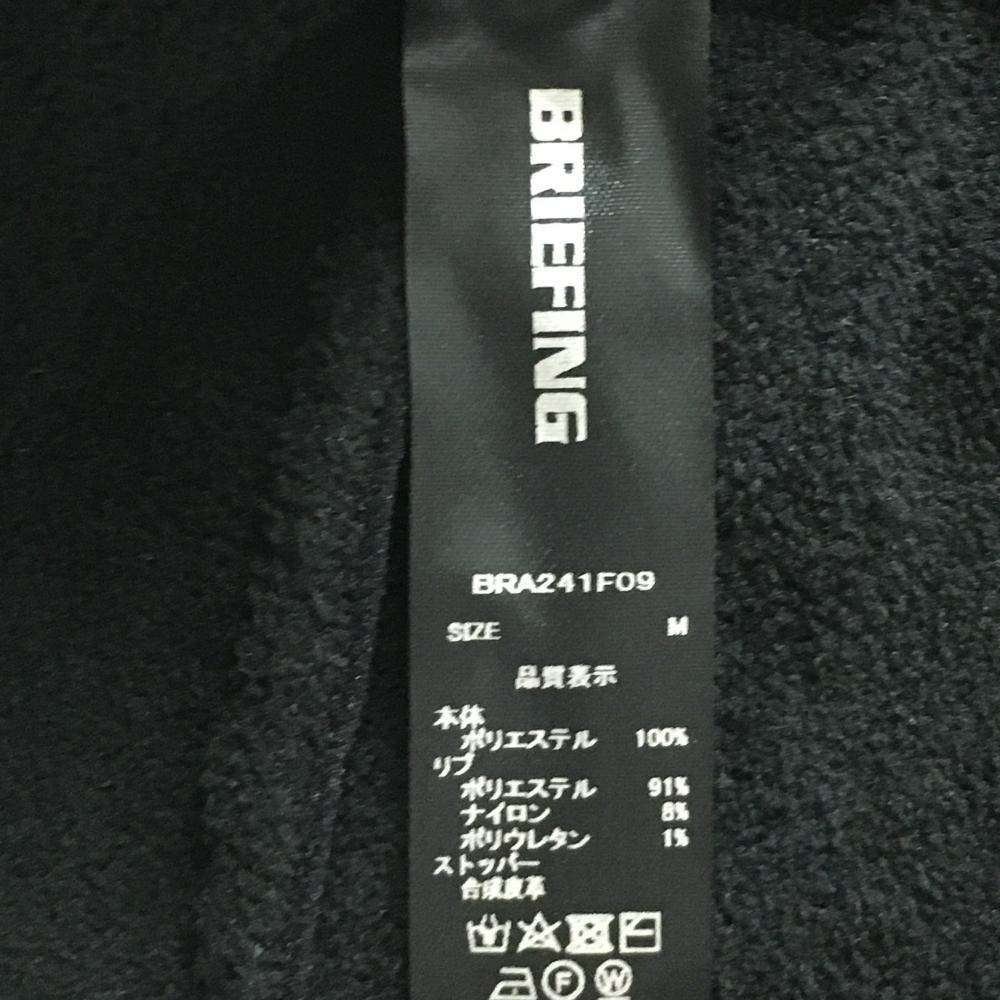 BRIEFING
BRA241F09
SIZE M
品質表示
本体
ポリエステル 100%
リブ
ポリエステル 91%
ナイロン 8%
ポリウレタン 1%
ストッパー
合成皮革
F W